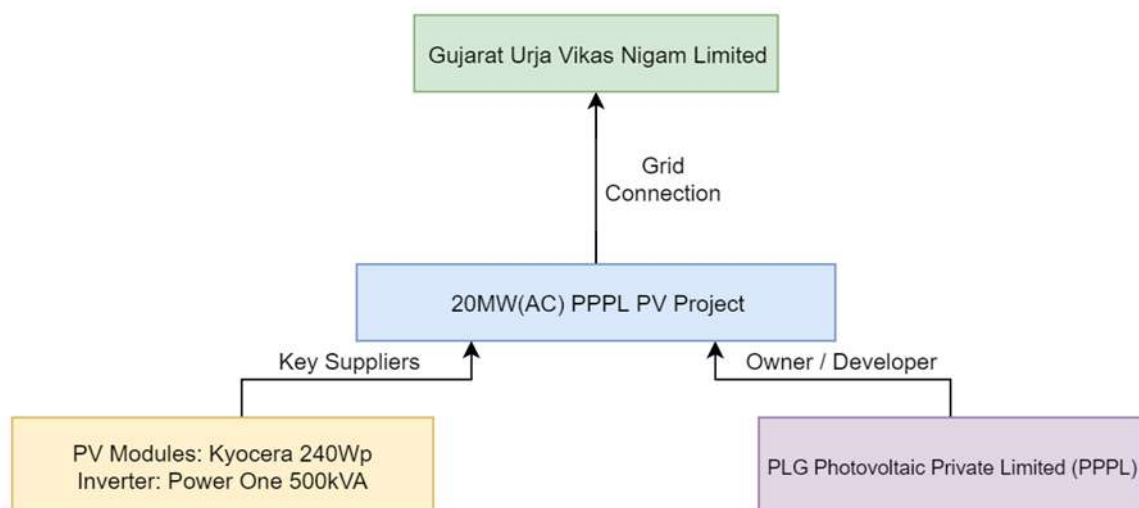 Gujarat Urja Vikas Nigam Limited
Grid
Connection
20MW(AC) PPPL PV Project
Key Suppliers
Owner / Developer
PV Modules: Kyocera 240Wp
Inverter: Power One 500kVA
PLG Photovoltaic Private Limited (PPPL)